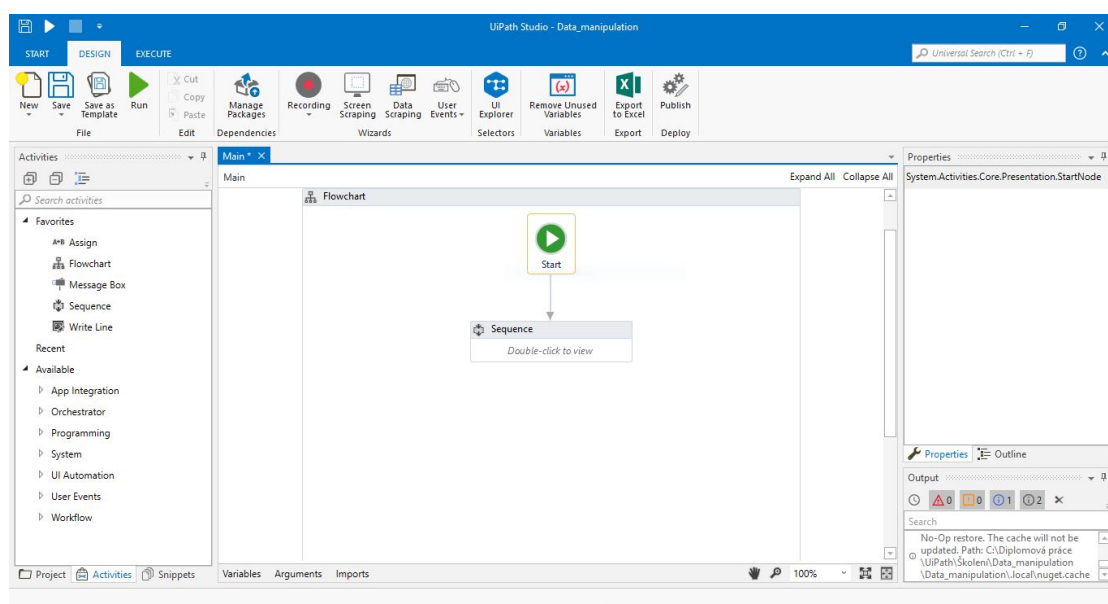 UiPath Studio - Data_manipulation
START DESIGN EXECUTE
Universal Search (Ctrl + F)
New
Save
Save as Template
Run
Cut
Copy
Paste
Manage Packages
Recording
Screen Scraping
Data Scraping
User Events
UI Explorer
Remove Unused Variables
Export to Excel
Publish
File Edit Dependencies Wizards Selectors Variables Export Deploy
Activities
Search activities
Favorites
A*B Assign
Flowchart
Message Box
Sequence
Write Line
Recent
Available
App Integration
Orchestrator
Programming
System
UI Automation
User Events
Workflow
Project Activities Snippets
Main *
Main Expand All Collapse All
Flowchart
Start
Sequence
Double-click to view
Variables Arguments Imports 100%
Properties
System.Activities.Core.Presentation.StartNode
Properties Outline
Output
0 0 1 2
Search
No-Op restore. The cache will not be
updated. Path: C:\Diplomová práce
\UiPath\Školení\Data_manipulation
\Data_manipulation\.local\nuget.cache